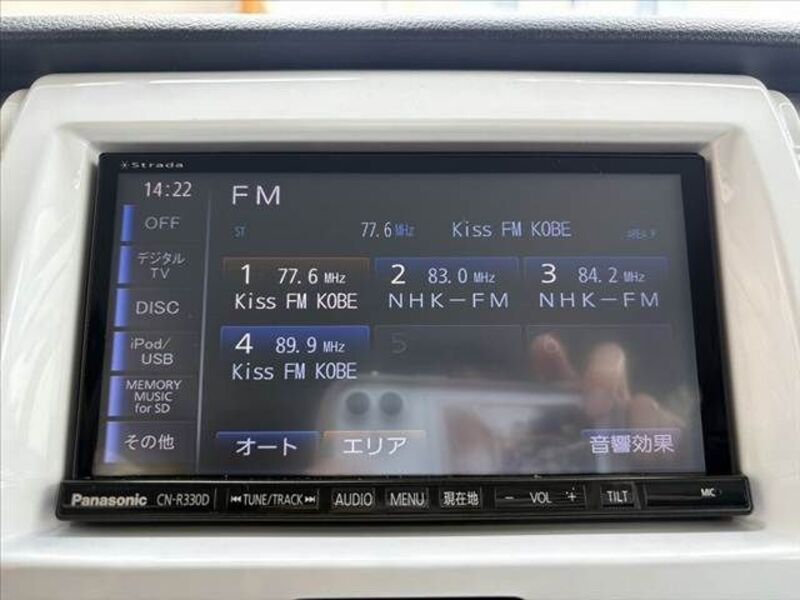 Strada
14:22
FM
OFF
ST 77.6 MHz Kiss FM KOBE AREA P
デジタル
TV
1 77.6 MHz 2 83.0 MHz 3 84.2 MHz
Kiss FM KOBE NHK－FM NHK－FM
DISC
4 89.9 MHz 5
Kiss FM KOBE
iPod/
USB
MEMORY
MUSIC
for SD
その他
オート エリア 音響効果
Panasonic CN-R330D TUNE/TRACK AUDIO MENU 現在地 − VOL + TILT MIC